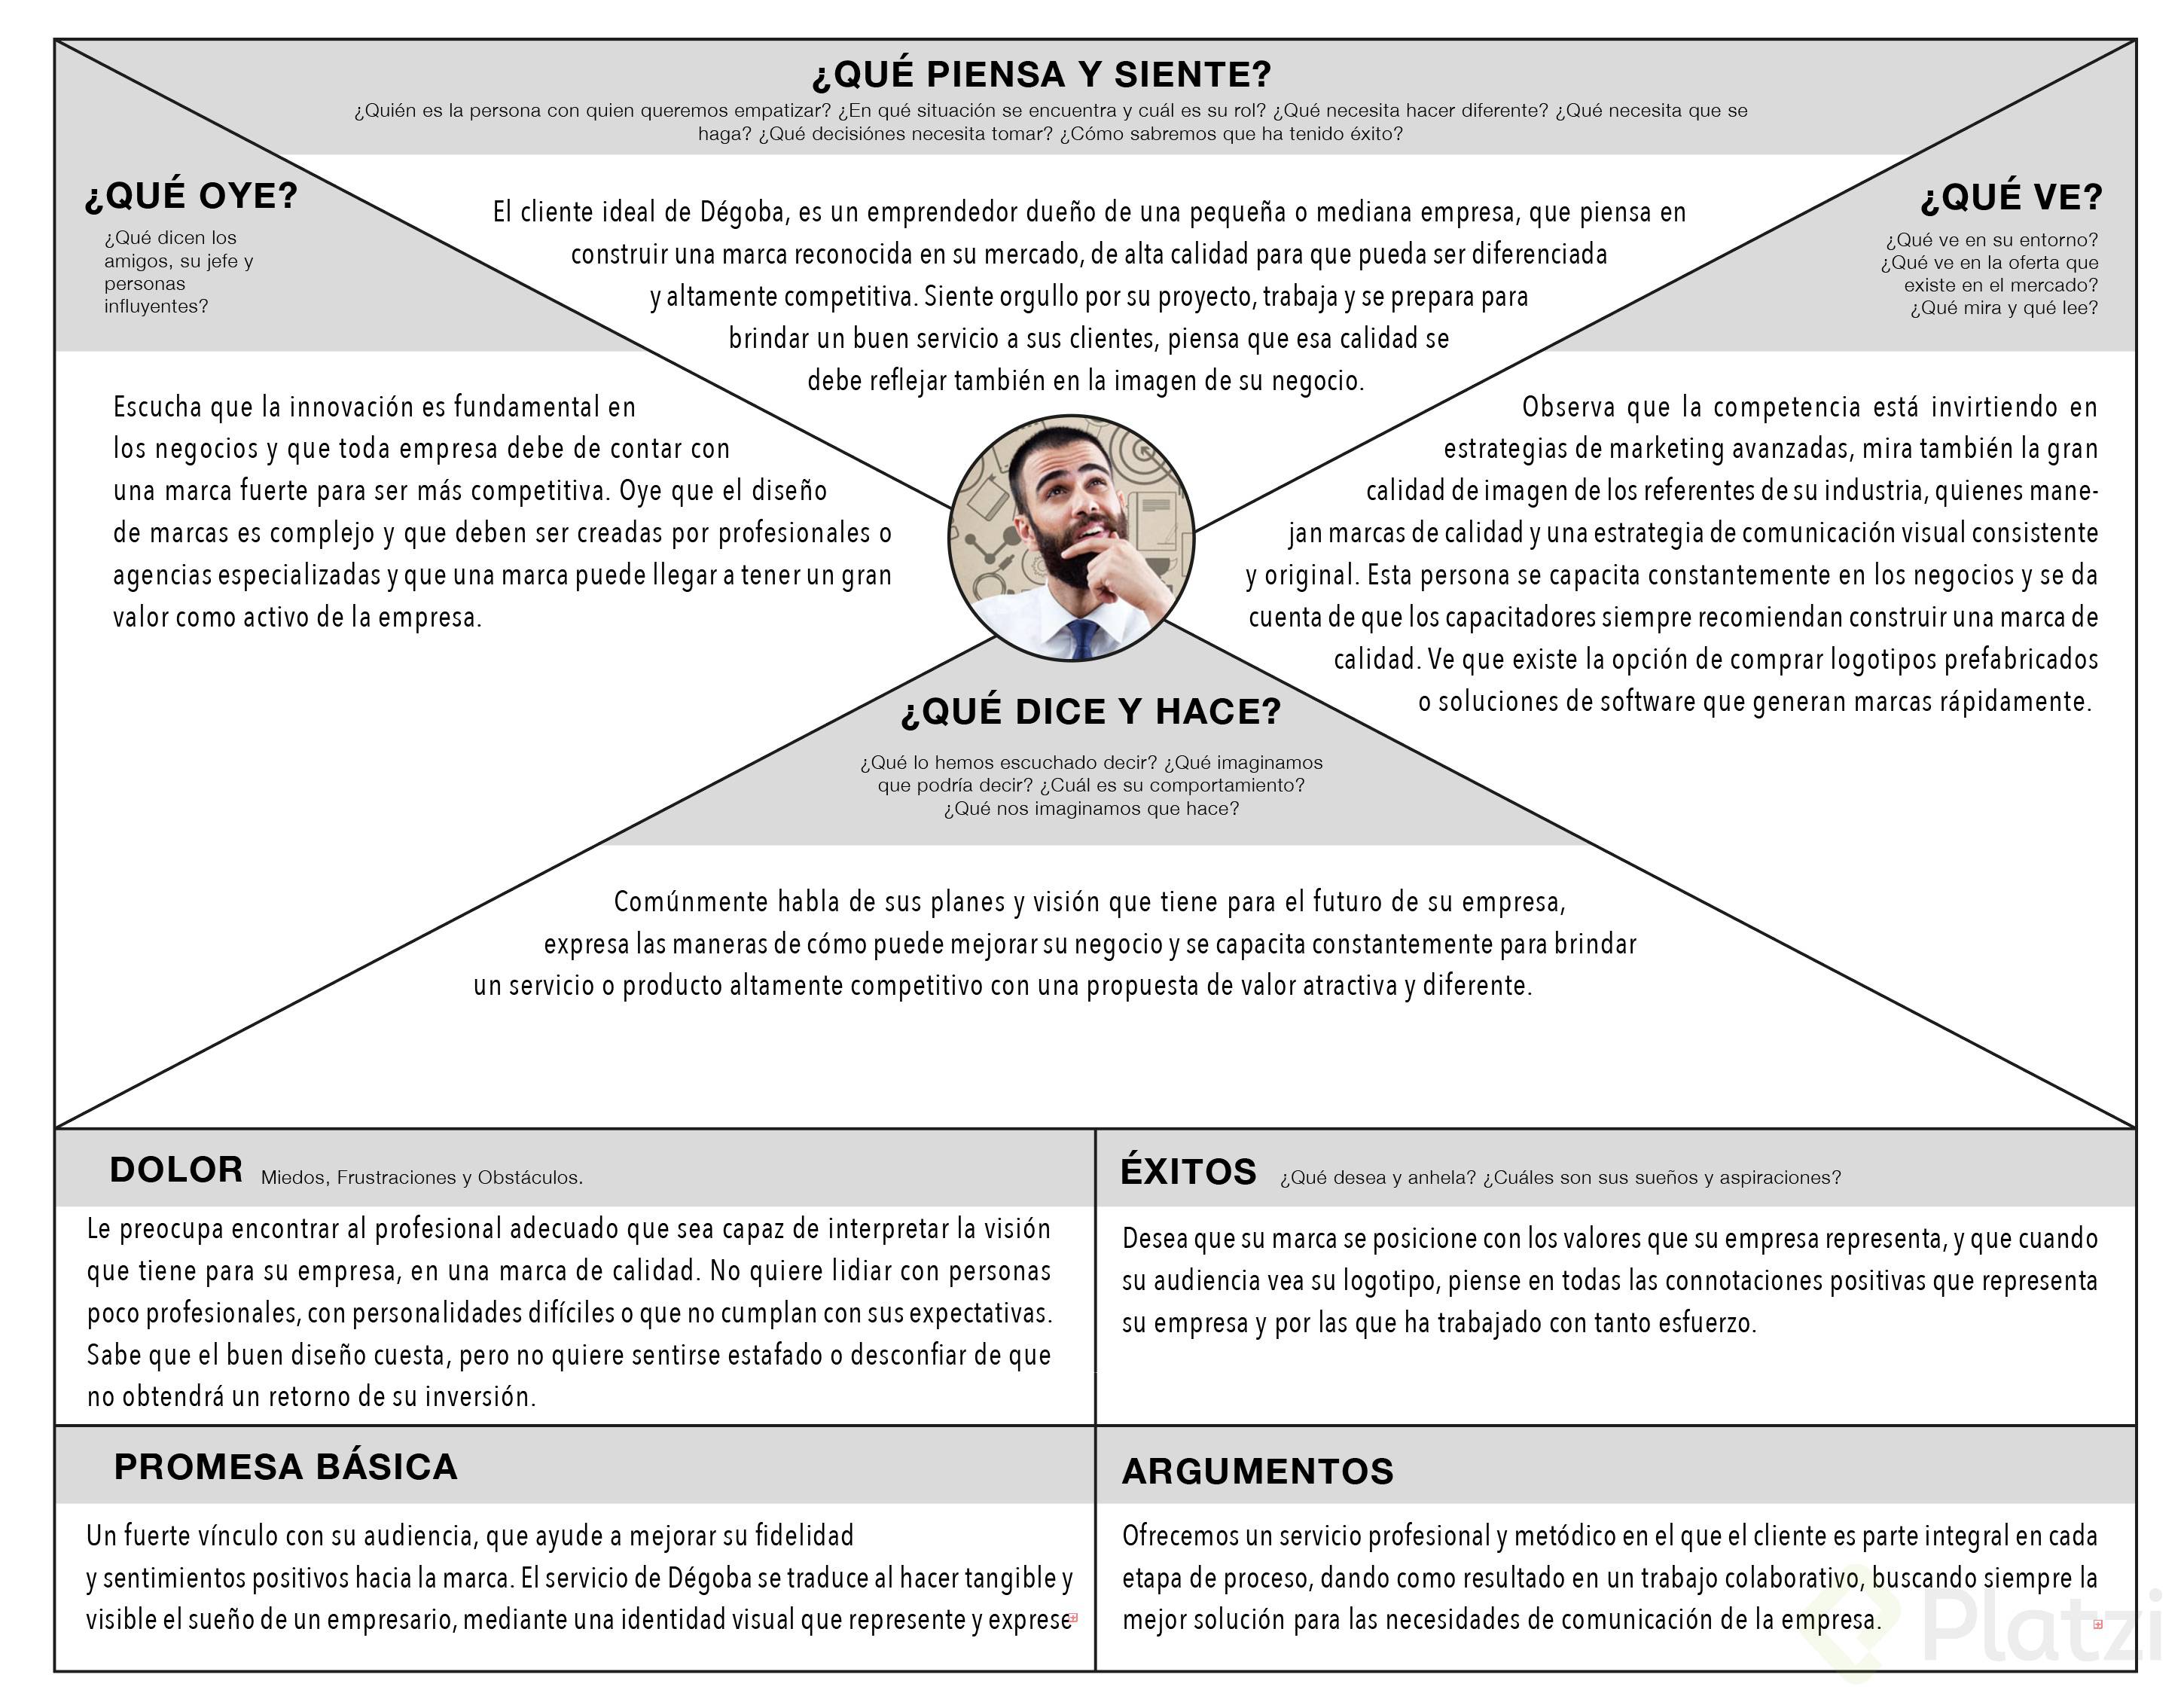 ¿QUÉ PIENSA Y SIENTE?
¿Quién es la persona con quien queremos empatizar? ¿En qué situación se encuentra y cuál es su rol? ¿Qué necesita hacer diferente? ¿Qué necesita que se
haga? ¿Qué decisiónes necesita tomar? ¿Cómo sabremos que ha tenido éxito?
El cliente ideal de Dégoba, es un emprendedor dueño de una pequeña o mediana empresa, que piensa en
construir una marca reconocida en su mercado, de alta calidad para que pueda ser diferenciada
y altamente competitiva. Siente orgullo por su proyecto, trabaja y se prepara para
brindar un buen servicio a sus clientes, piensa que esa calidad se
debe reflejar también en la imagen de su negocio.
¿QUÉ OYE?
¿Qué dicen los
amigos, su jefe y
personas
influyentes?
Escucha que la innovación es fundamental en
los negocios y que toda empresa debe de contar con
una marca fuerte para ser más competitiva. Oye que el diseño
de marcas es complejo y que deben ser creadas por profesionales o
agencias especializadas y que una marca puede llegar a tener un gran
valor como activo de la empresa.
¿QUÉ VE?
¿Qué ve en su entorno?
¿Qué ve en la oferta que
existe en el mercado?
¿Qué mira y qué lee?
Observa que la competencia está invirtiendo en
estrategias de marketing avanzadas, mira también la gran
calidad de imagen de los referentes de su industria, quienes mane-
jan marcas de calidad y una estrategia de comunicación visual consistente
y original. Esta persona se capacita constantemente en los negocios y se da
cuenta de que los capacitadores siempre recomiendan construir una marca de
calidad. Ve que existe la opción de comprar logotipos prefabricados
o soluciones de software que generan marcas rápidamente.
¿QUÉ DICE Y HACE?
¿Qué lo hemos escuchado decir? ¿Qué imaginamos
que podría decir? ¿Cuál es su comportamiento?
¿Qué nos imaginamos que hace?
Comúnmente habla de sus planes y visión que tiene para el futuro de su empresa,
expresa las maneras de cómo puede mejorar su negocio y se capacita constantemente para brindar
un servicio o producto altamente competitivo con una propuesta de valor atractiva y diferente.
DOLOR Miedos, Frustraciones y Obstáculos.
Le preocupa encontrar al profesional adecuado que sea capaz de interpretar la visión
que tiene para su empresa, en una marca de calidad. No quiere lidiar con personas
poco profesionales, con personalidades difíciles o que no cumplan con sus expectativas.
Sabe que el buen diseño cuesta, pero no quiere sentirse estafado o desconfiar de que
no obtendrá un retorno de su inversión.
ÉXITOS ¿Qué desea y anhela? ¿Cuáles son sus sueños y aspiraciones?
Desea que su marca se posicione con los valores que su empresa representa, y que cuando
su audiencia vea su logotipo, piense en todas las connotaciones positivas que representa
su empresa y por las que ha trabajado con tanto esfuerzo.
PROMESA BÁSICA
Un fuerte vínculo con su audiencia, que ayude a mejorar su fidelidad
y sentimientos positivos hacia la marca. El servicio de Dégoba se traduce al hacer tangible y
visible el sueño de un empresario, mediante una identidad visual que represente y exprese
ARGUMENTOS
Ofrecemos un servicio profesional y metódico en el que el cliente es parte integral en cada
etapa de proceso, dando como resultado en un trabajo colaborativo, buscando siempre la
mejor solución para las necesidades de comunicación de la empresa.
Platzi